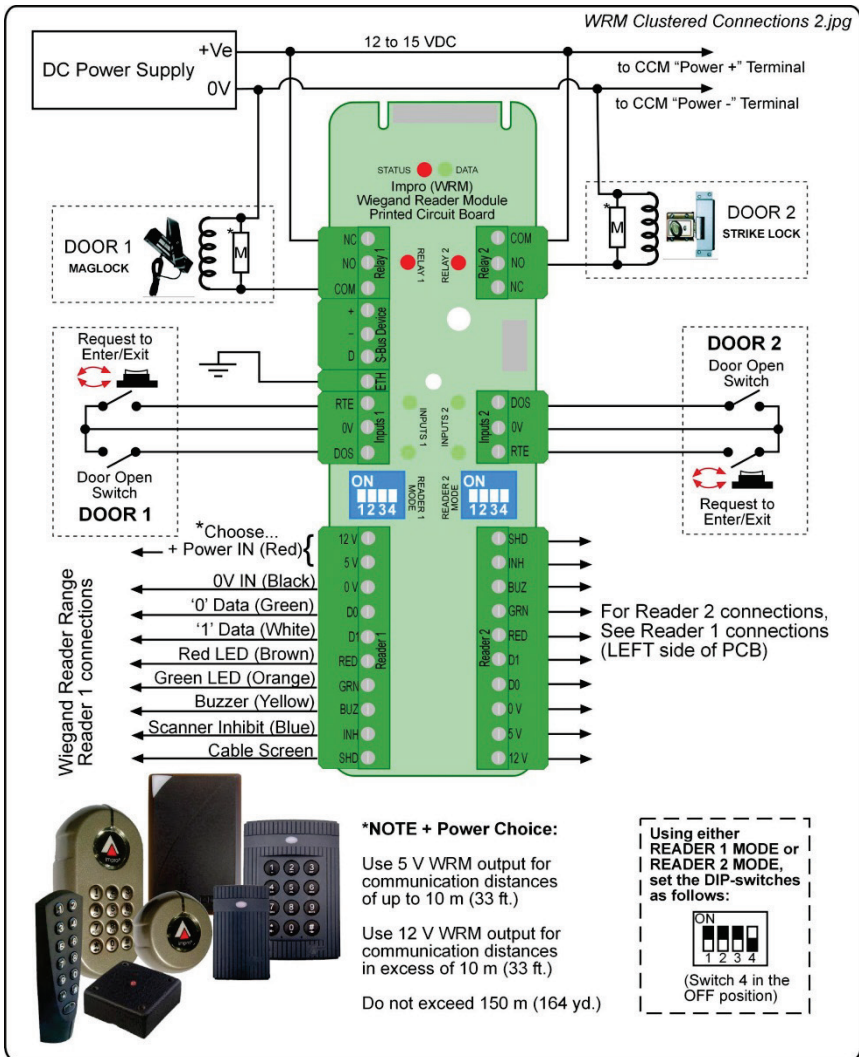 WRM Clustered Connections 2.jpg
DC Power Supply
+Ve
0V
12 to 15 VDC
to CCM “Power +” Terminal
to CCM “Power -” Terminal
STATUS
DATA
Impro (WRM)
Wiegand Reader Module
Printed Circuit Board
DOOR 1
MAGLOCK
*
M
DOOR 2
STRIKE LOCK
*
M
NC
NO
COM
Relay 1
RELAY 1
RELAY 2
Relay 2
COM
NO
NC
+
–
D
S-Bus Device
ETH
Request to
Enter/Exit
Door Open
Switch
DOOR 1
RTE
0V
DOS
Inputs 1
INPUTS 1
INPUTS 2
Inputs 2
DOS
0V
RTE
DOOR 2
Door Open
Switch
Request to
Enter/Exit
ON
1 2 3 4
READER 1
MODE
READER 2
MODE
ON
1 2 3 4
*Choose...
+ Power IN (Red)
0V IN (Black)
‘0’ Data (Green)
‘1’ Data (White)
Red LED (Brown)
Green LED (Orange)
Buzzer (Yellow)
Scanner Inhibit (Blue)
Cable Screen
Wiegand Reader Range
Reader 1 connections
12 V
5 V
0 V
D0
D1
RED
GRN
BUZ
INH
SHD
Reader 1
Reader 2
SHD
INH
BUZ
GRN
RED
D1
D0
0 V
5 V
12 V
For Reader 2 connections,
See Reader 1 connections
(LEFT side of PCB)
*NOTE + Power Choice:
Use 5 V WRM output for
communication distances
of up to 10 m (33 ft.)
Use 12 V WRM output for
communication distances
in excess of 10 m (33 ft.)
Do not exceed 150 m (164 yd.)
Using either
READER 1 MODE or
READER 2 MODE,
set the DIP-switches
as follows:
ON
1 2 3 4
(Switch 4 in the
OFF position)